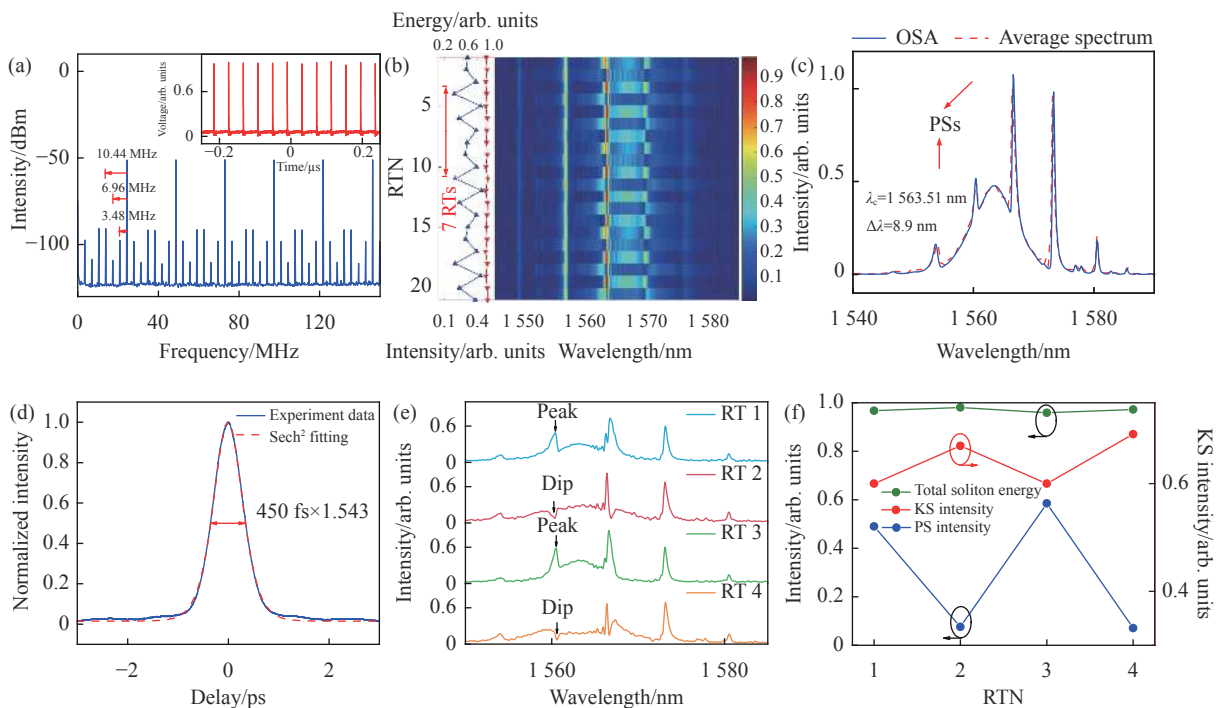 (a)
Intensity/dBm
0
−50
−100
0
40
80
120
Frequency/MHz
10.44 MHz
6.96 MHz
3.48 MHz
Voltage/arb. units
0.6
0
−0.2
0
0.2
Time/μs
Energy/arb. units
0.2 0.6 1.0
(b)
RTN
5
10
15
20
7 RTs
0.1 0.4
1 550
1 560
1 570
1 580
Intensity/arb. units
Wavelength/nm
0.9
0.8
0.7
0.6
0.5
0.4
0.3
0.2
0.1
OSA
Average spectrum
(c)
Intensity/arb. units
1.0
0.5
0
PSs
λc=1 563.51 nm
Δλ=8.9 nm
1 540
1 560
1 580
Wavelength/nm
(d)
Normalized intensity
1.0
0.8
0.6
0.4
0.2
0
Experiment data
Sech² fitting
450 fs×1.543
−2
0
2
Delay/ps
(e)
Intensity/arb. units
0.6
0
0.6
0
0.6
0
0.6
0
Peak
RT 1
Dip
RT 2
Peak
RT 3
Dip
RT 4
1 560
1 580
Wavelength/nm
(f)
Intensity/arb. units
1.0
0.8
0.6
0.4
0.2
0
Total soliton energy
KS intensity
PS intensity
0.6
0.4
KS intensity/arb. units
1
2
3
4
RTN